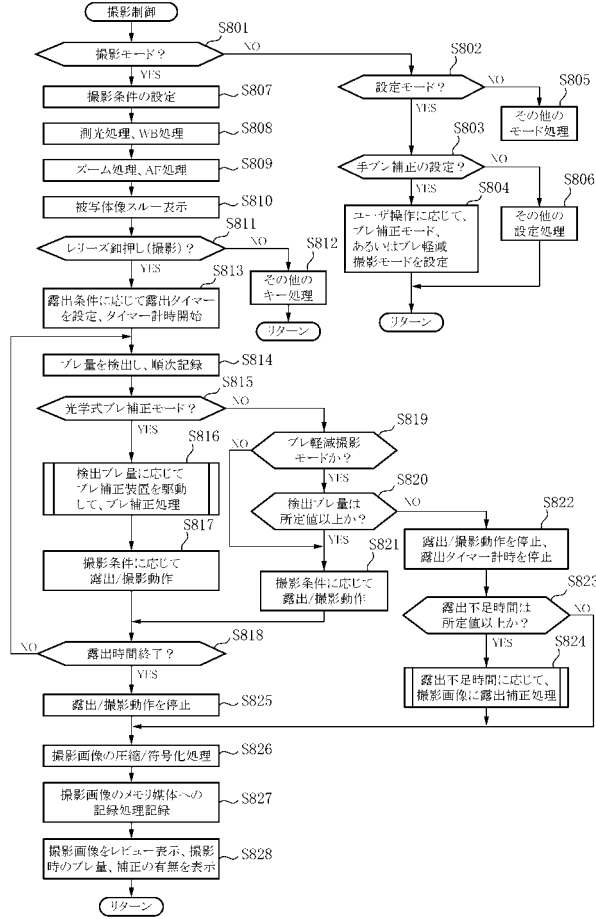 撮影制御
S801
撮影モード？
NO
YES
S802
設定モード？
NO
YES
S805
その他の
モード処理
S803
手ブレ補正の設定？
NO
YES
S804
ユーザ操作に応じて、
ブレ補正モード、
あるいはブレ軽減
撮影モードを設定
S806
その他の
設定処理
リターン
撮影条件の設定
S807
測光処理、WB処理
S808
ズーム処理、AF処理
S809
被写体像スルー表示
S810
S811
レリーズ釦押し(撮影)？
NO
YES
S812
その他の
キー処理
リターン
S813
露出条件に応じて露出タイマー
を設定、タイマー計時開始
ブレ量を検出し、順次記録
S814
S815
光学式ブレ補正モード？
NO
YES
S816
検出ブレ量に応じて
ブレ補正装置を駆動
して、ブレ補正処理
S817
撮影条件に応じて
露出/撮影動作
S819
ブレ軽減撮影
モードか？
NO
YES
S820
検出ブレ量は
所定値以上か？
NO
YES
S821
撮影条件に応じて
露出/撮影動作
S822
露出/撮影動作を停止、
露出タイマー計時を停止
S823
露出不足時間は
所定値以上か？
NO
YES
S824
露出不足時間に応じて、
撮影画像に露出補正処理
S818
露出時間終了？
NO
YES
露出/撮影動作を停止
S825
撮影画像の圧縮/符号化処理
S826
撮影画像のメモリ媒体への
記録処理記録
S827
撮影画像をレビュー表示、撮影
時のブレ量、補正の有無を表示
S828
リターン